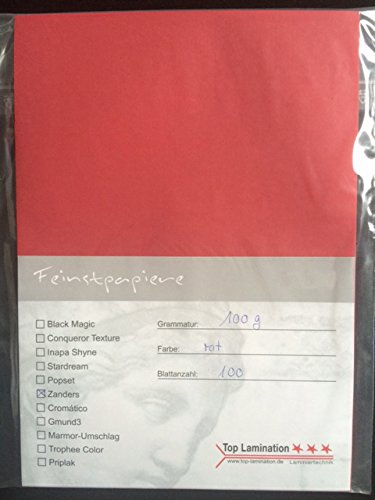 Feinstpapiere
Black Magic
Conqueror Texture
Inapa Shyne
Stardream
Popset
Zanders
Cromático
Gmund3
Marmor-Umschlag
Trophee Color
Priplak
Grammatur: 100 g
Farbe: rot
Blattanzahl: 100
Top Lamination
www.top-lamination.de Laminiertechnik